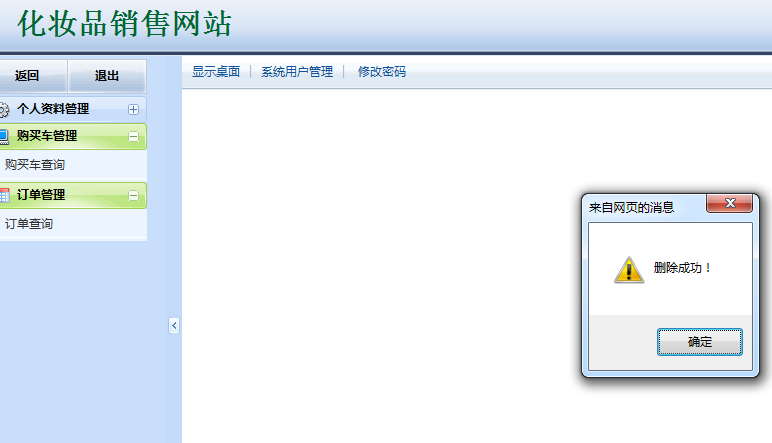 化妆品销售网站
返回 退出 显示桌面 系统用户管理 修改密码
个人资料管理
购买车管理
购买车查询
订单管理
订单查询
来自网页的消息
删除成功！
确定